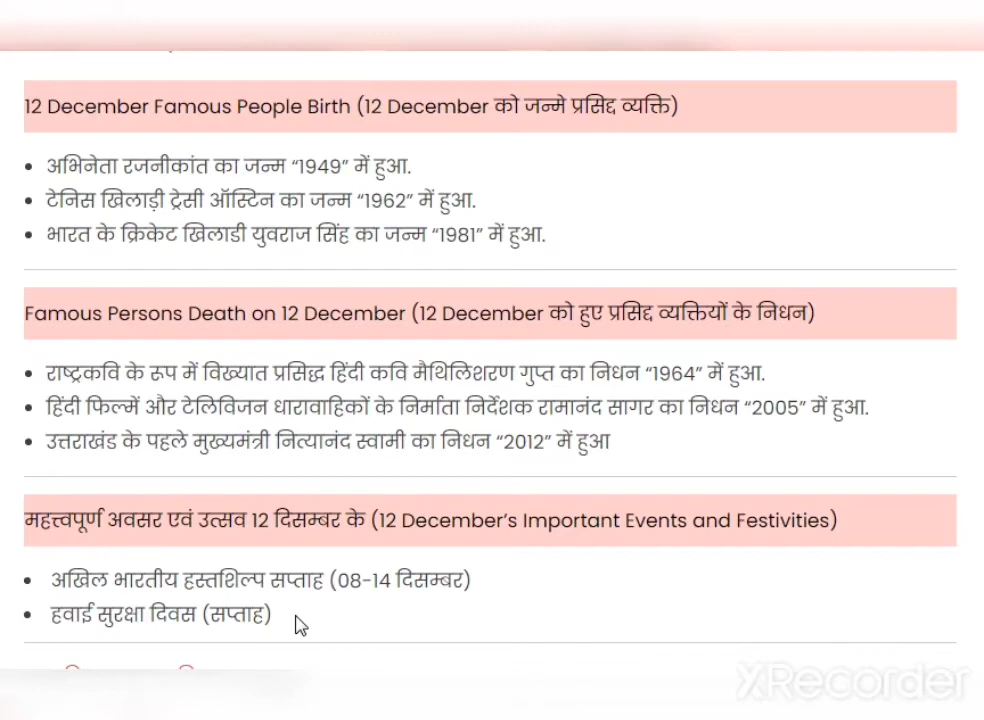 12 December Famous People Birth (12 December को जन्मे प्रसिद्द व्यक्ति)
• अभिनेता रजनीकांत का जन्म “1949” में हुआ.
• टेनिस खिलाड़ी ट्रेसी ऑस्टिन का जन्म “1962” में हुआ.
• भारत के क्रिकेट खिलाडी युवराज सिंह का जन्म “1981” में हुआ.
Famous Persons Death on 12 December (12 December को हुए प्रसिद्द व्यक्तियों के निधन)
• राष्ट्रकवि के रूप में विख्यात प्रसिद्ध हिंदी कवि मैथिलिशरण गुप्त का निधन “1964” में हुआ.
• हिंदी फिल्में और टेलिविजन धारावाहिकों के निर्माता निर्देशक रामानंद सागर का निधन “2005” में हुआ.
• उत्तराखंड के पहले मुख्यमंत्री नित्यानंद स्वामी का निधन “2012” में हुआ
महत्त्वपूर्ण अवसर एवं उत्सव 12 दिसम्बर के (12 December’s Important Events and Festivities)
• अखिल भारतीय हस्तशिल्प सप्ताह (08-14 दिसम्बर)
• हवाई सुरक्षा दिवस (सप्ताह)
XRecorder